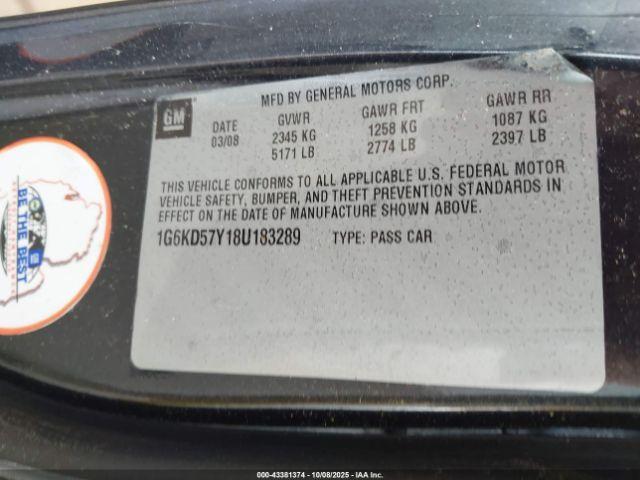 GM
MFD BY GENERAL MOTORS CORP.
DATE GVWR GAWR FRT GAWR RR
03/08 2345 KG 1258 KG 1087 KG
5171 LB 2774 LB 2397 LB
THIS VEHICLE CONFORMS TO ALL APPLICABLE U.S. FEDERAL MOTOR
VEHICLE SAFETY, BUMPER, AND THEFT PREVENTION STANDARDS IN
EFFECT ON THE DATE OF MANUFACTURE SHOWN ABOVE.
1G6KD57Y18U183289 TYPE: PASS CAR
BE THE BEST
000-43381374 - 10/08/2025 - IAA Inc.